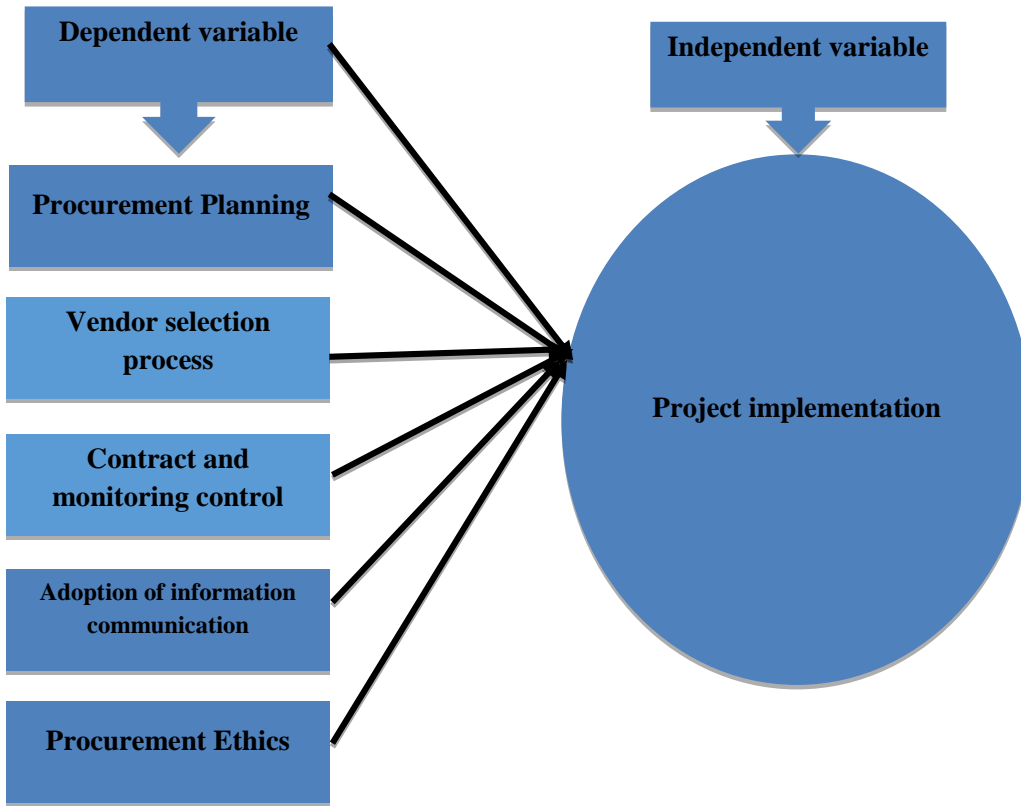 Dependent variable
Independent variable
Procurement Planning
Vendor selection
process
Project implementation
Contract and
monitoring control
Adoption of information
communication
Procurement Ethics